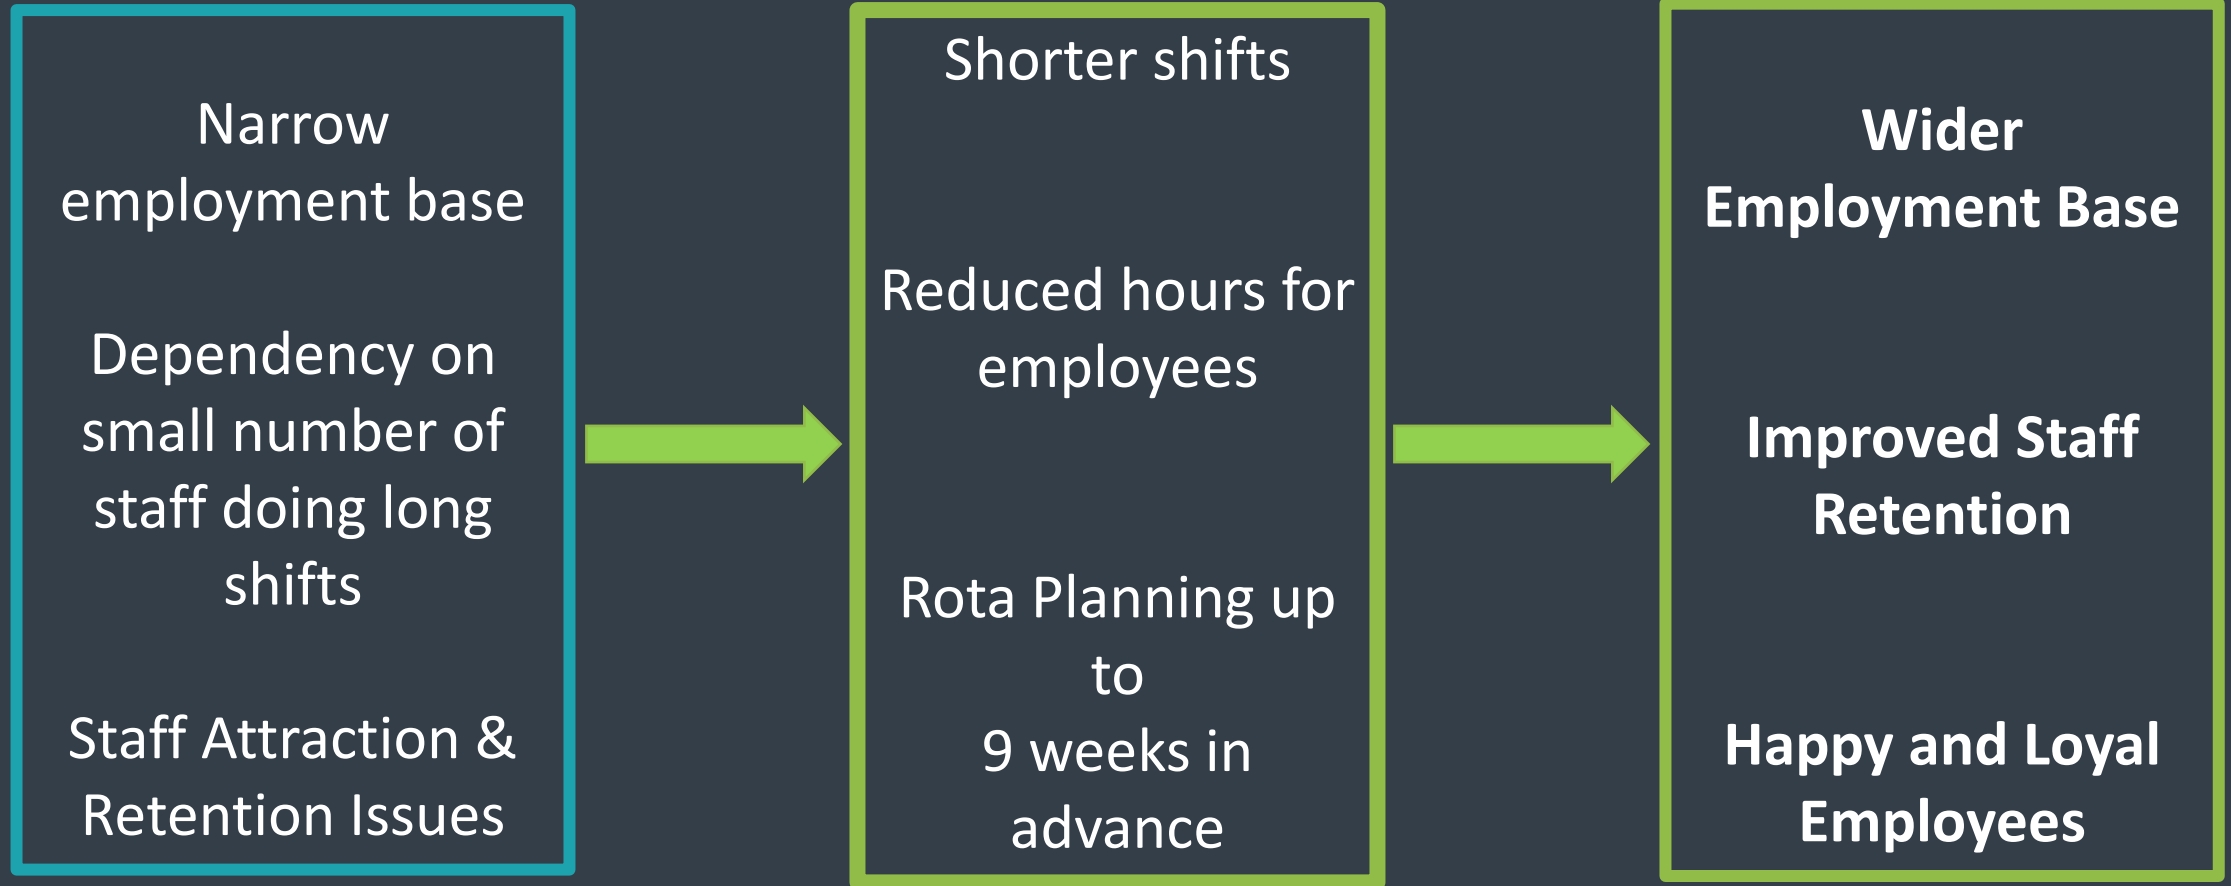 Narrow
employment base
Dependency on
small number of
staff doing long
shifts
Staff Attraction &
Retention Issues
Shorter shifts
Reduced hours for
employees
Rota Planning up
to
9 weeks in
advance
Wider
Employment Base
Improved Staff
Retention
Happy and Loyal
Employees